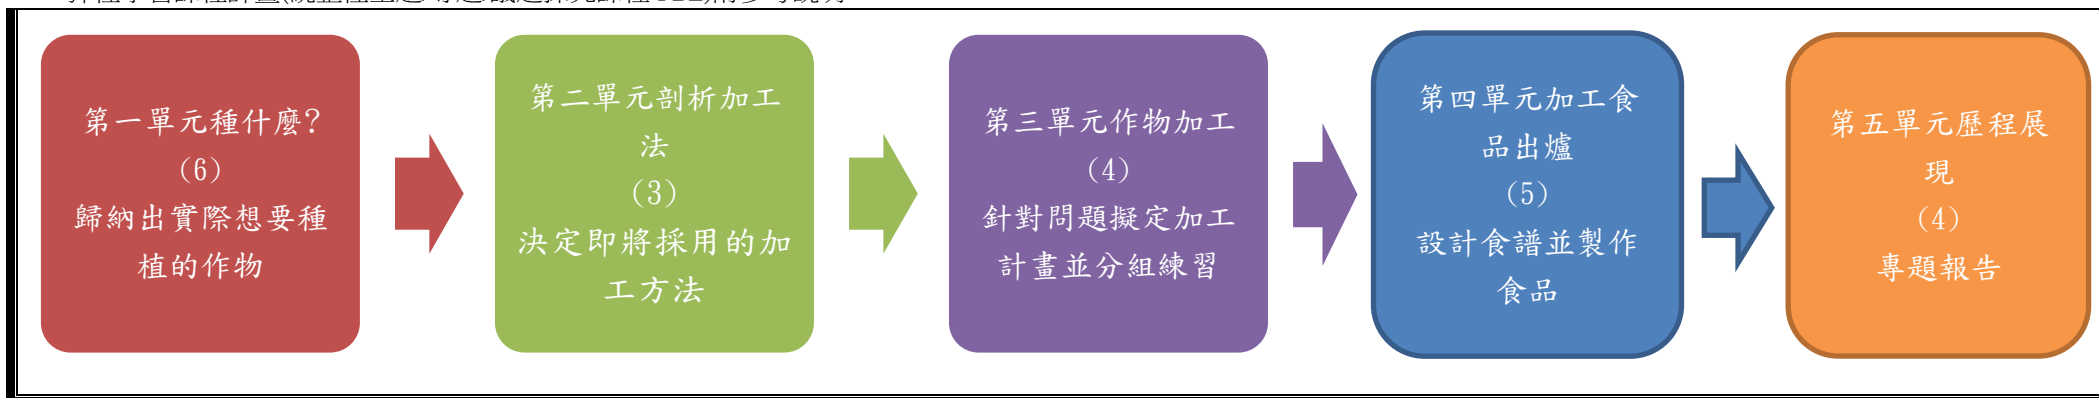 第一單元種什麼?
(6)
歸納出實際想要種
植的作物
第二單元剖析加工
法
(3)
決定即將採用的加
工方法
第三單元作物加工
(4)
針對問題擬定加工
計畫並分組練習
第四單元加工食
品出爐
(5)
設計食譜並製作
食品
第五單元歷程展
現
(4)
專題報告